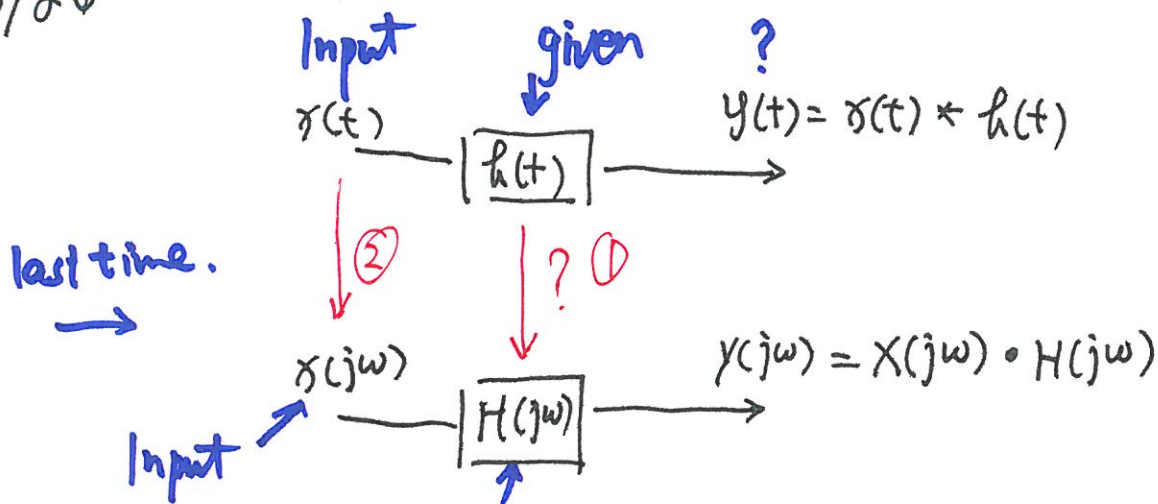 Input given ?
x(t) h(t) y(t) = x(t) * h(t)
last time. ② ? ①
x(jω) H(jω) Y(jω) = X(jω) • H(jω)
Input